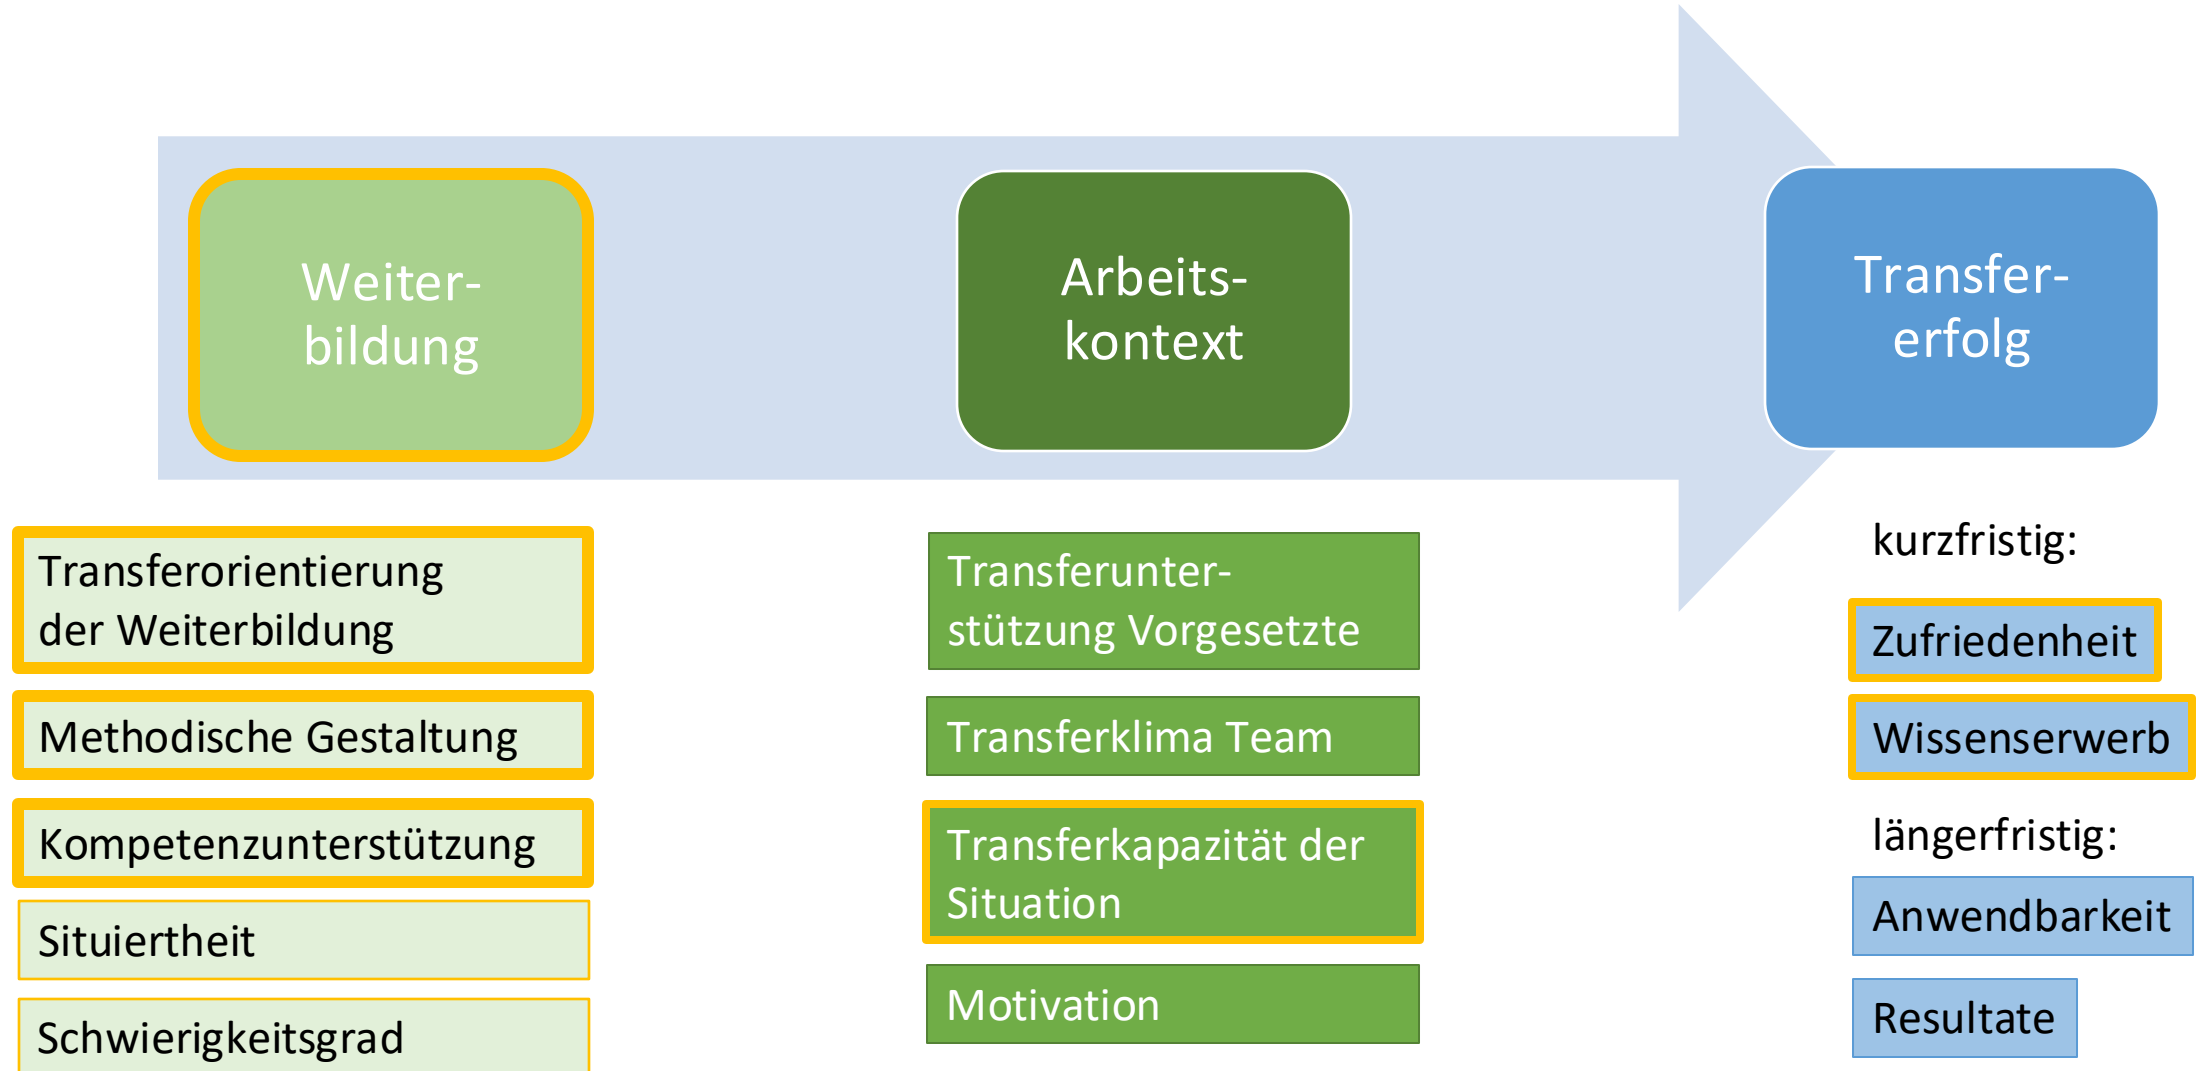 Weiter-
bildung
Arbeits-
kontext
Transfer-
erfolg
Transferorientierung
der Weiterbildung
Methodische Gestaltung
Kompetenzunterstützung
Situiertheit
Schwierigkeitsgrad
Transferunter-
stützung Vorgesetzte
Transferklima Team
Transferkapazität der
Situation
Motivation
kurzfristig:
Zufriedenheit
Wissenserwerb
längerfristig:
Anwendbarkeit
Resultate